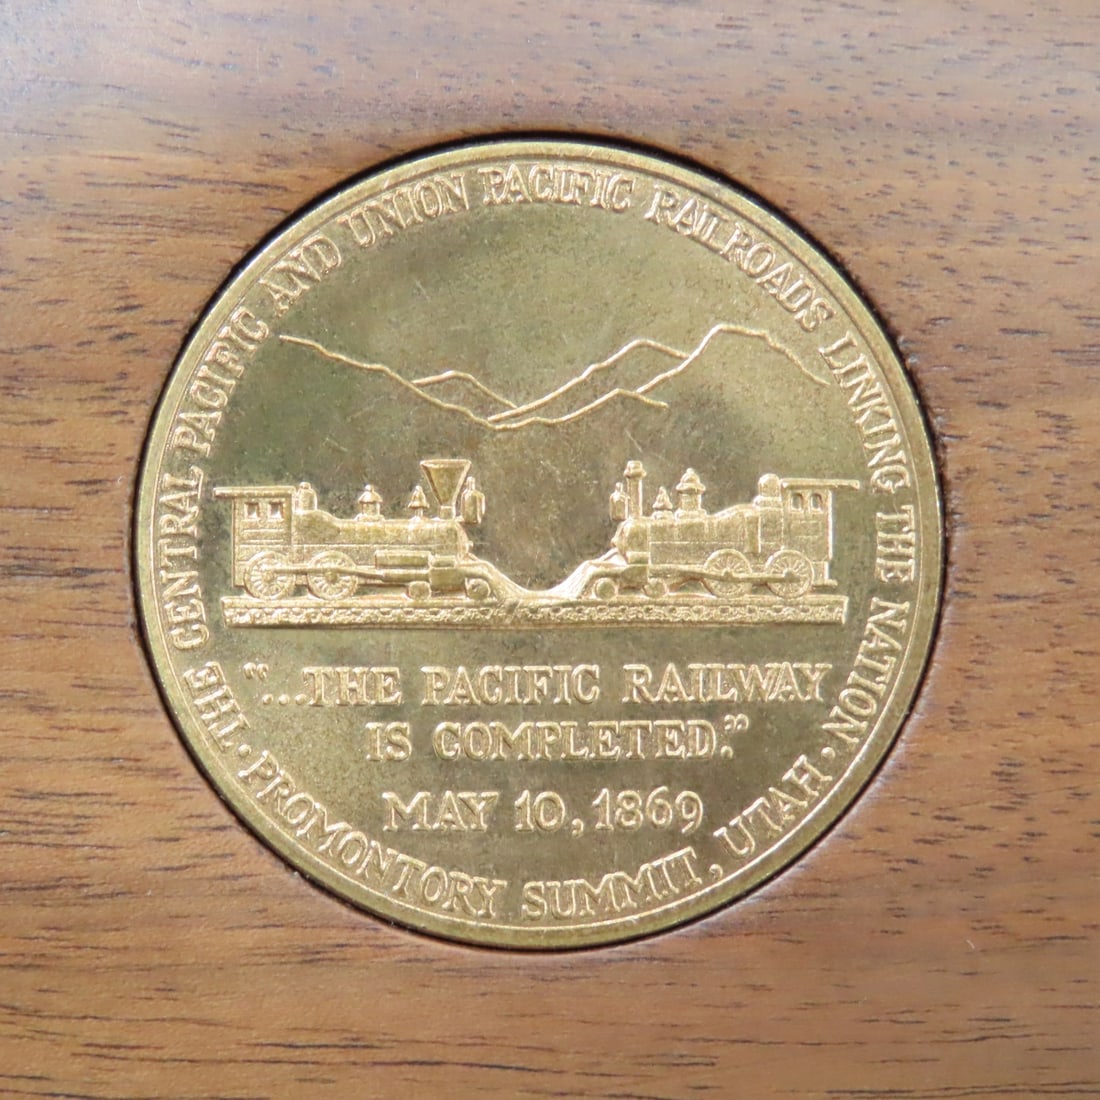 THE CENTRAL PACIFIC AND UNION PACIFIC RAILROADS LINKING THE NATION
"...THE PACIFIC RAILWAY
IS COMPLETED."
MAY 10, 1869
· PROMONTORY SUMMIT, UTAH ·